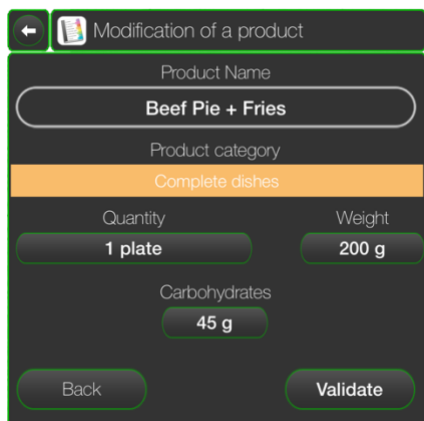 Modification of a product
Product Name
Beef Pie + Fries
Product category
Complete dishes
Quantity Weight
1 plate 200 g
Carbohydrates
45 g
Back Validate